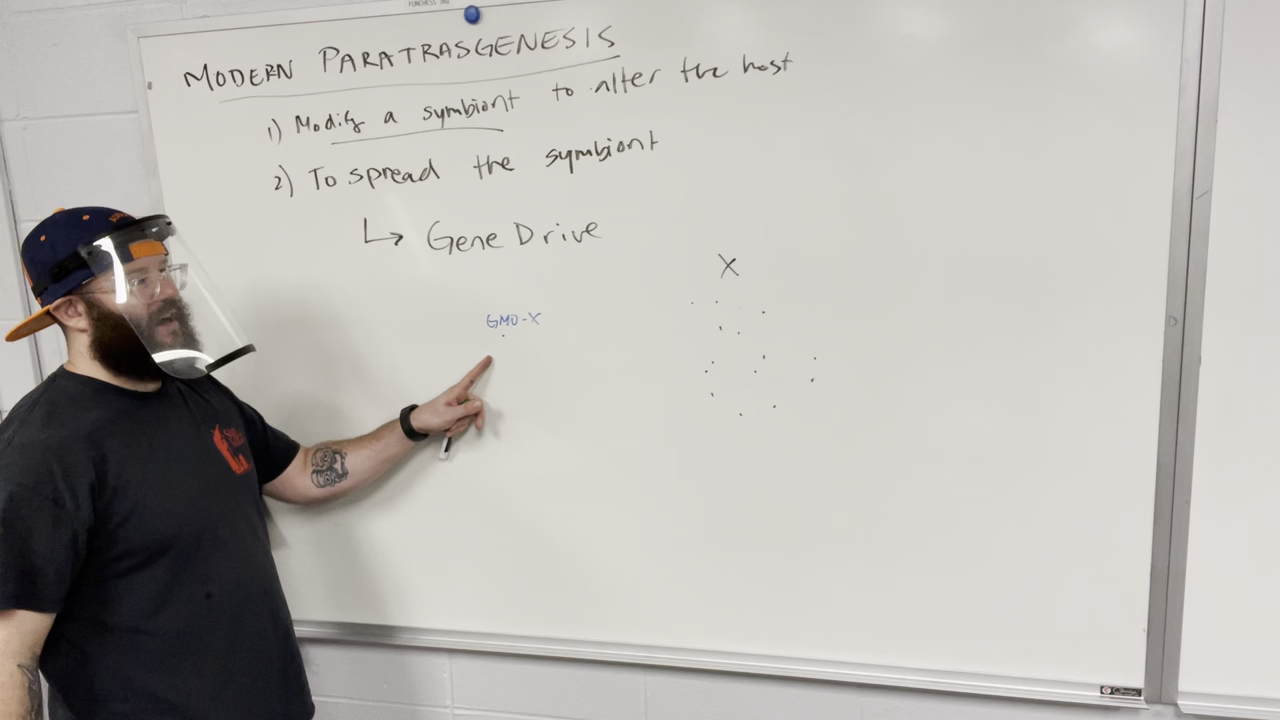 MODERN PARATRASGENESIS
1) Modify a symbiont to alter the host
2) To spread the symbiont
↳ Gene Drive
X
GMO-X